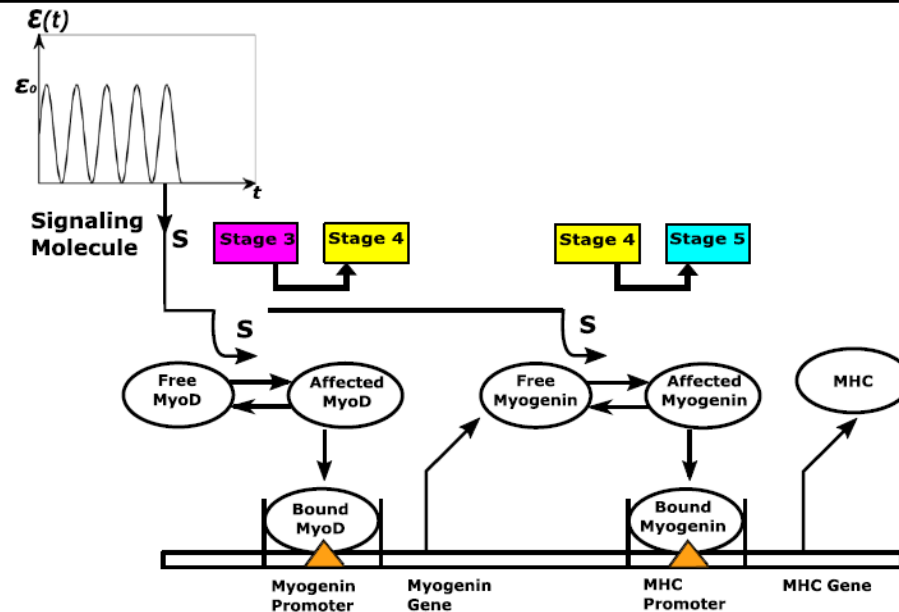 ε(t)
ε₀
t
Signaling
Molecule
S
Stage 3
Stage 4
Stage 4
Stage 5
S
S
Free
MyoD
Affected
MyoD
Free
Myogenin
Affected
Myogenin
MHC
Bound
MyoD
Bound
Myogenin
Myogenin
Promoter
Myogenin
Gene
MHC
Promoter
MHC Gene